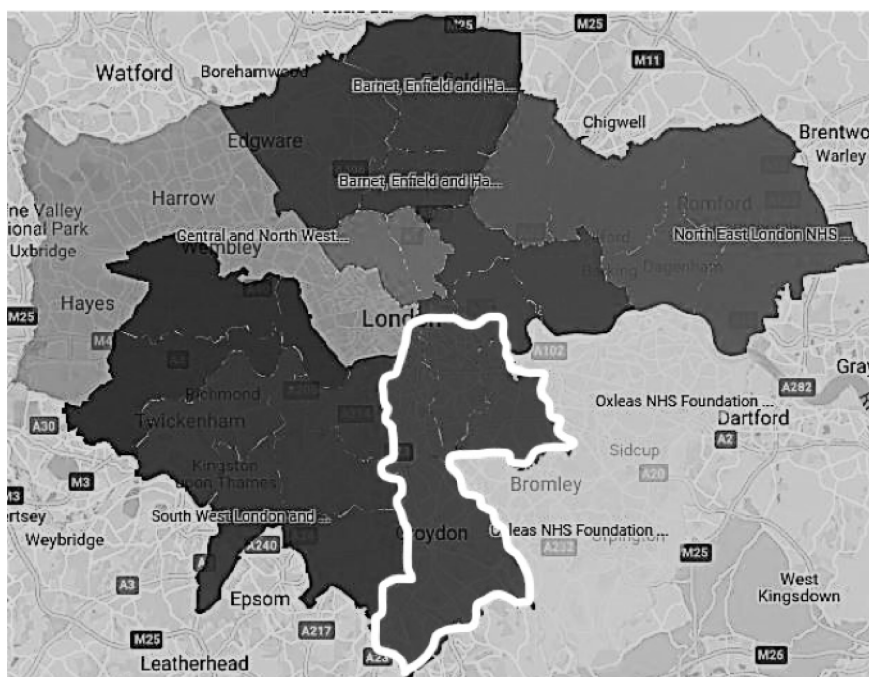 M25
M11
Watford
Borehamwood
Enfield
Barnet, Enfield and Ha...
Chigwell
Edgware
Brentwo
Warley
Barnet, Enfield and Ha...
Harrow
Romford
ne Valley
ional Park
Uxbridge
Central and North West...
Wembley
North East London NHS ...
Barking
Dagenham
Hayes
M25
London
M4
A102
Gray
Richmond
A282
Oxleas NHS Foundation ...
Twickenham
Dartford
A30
A2
Sidcup
A20
M3
Kingston
upon Thames
Bromley
M3
ertsey
South West London and ...
Croydon
Oxleas NHS Foundation ...
Weybridge
A240
A232
Orpington
M25
A3
Epsom
West
Kingsdown
A217
M25
A23
M26
Leatherhead